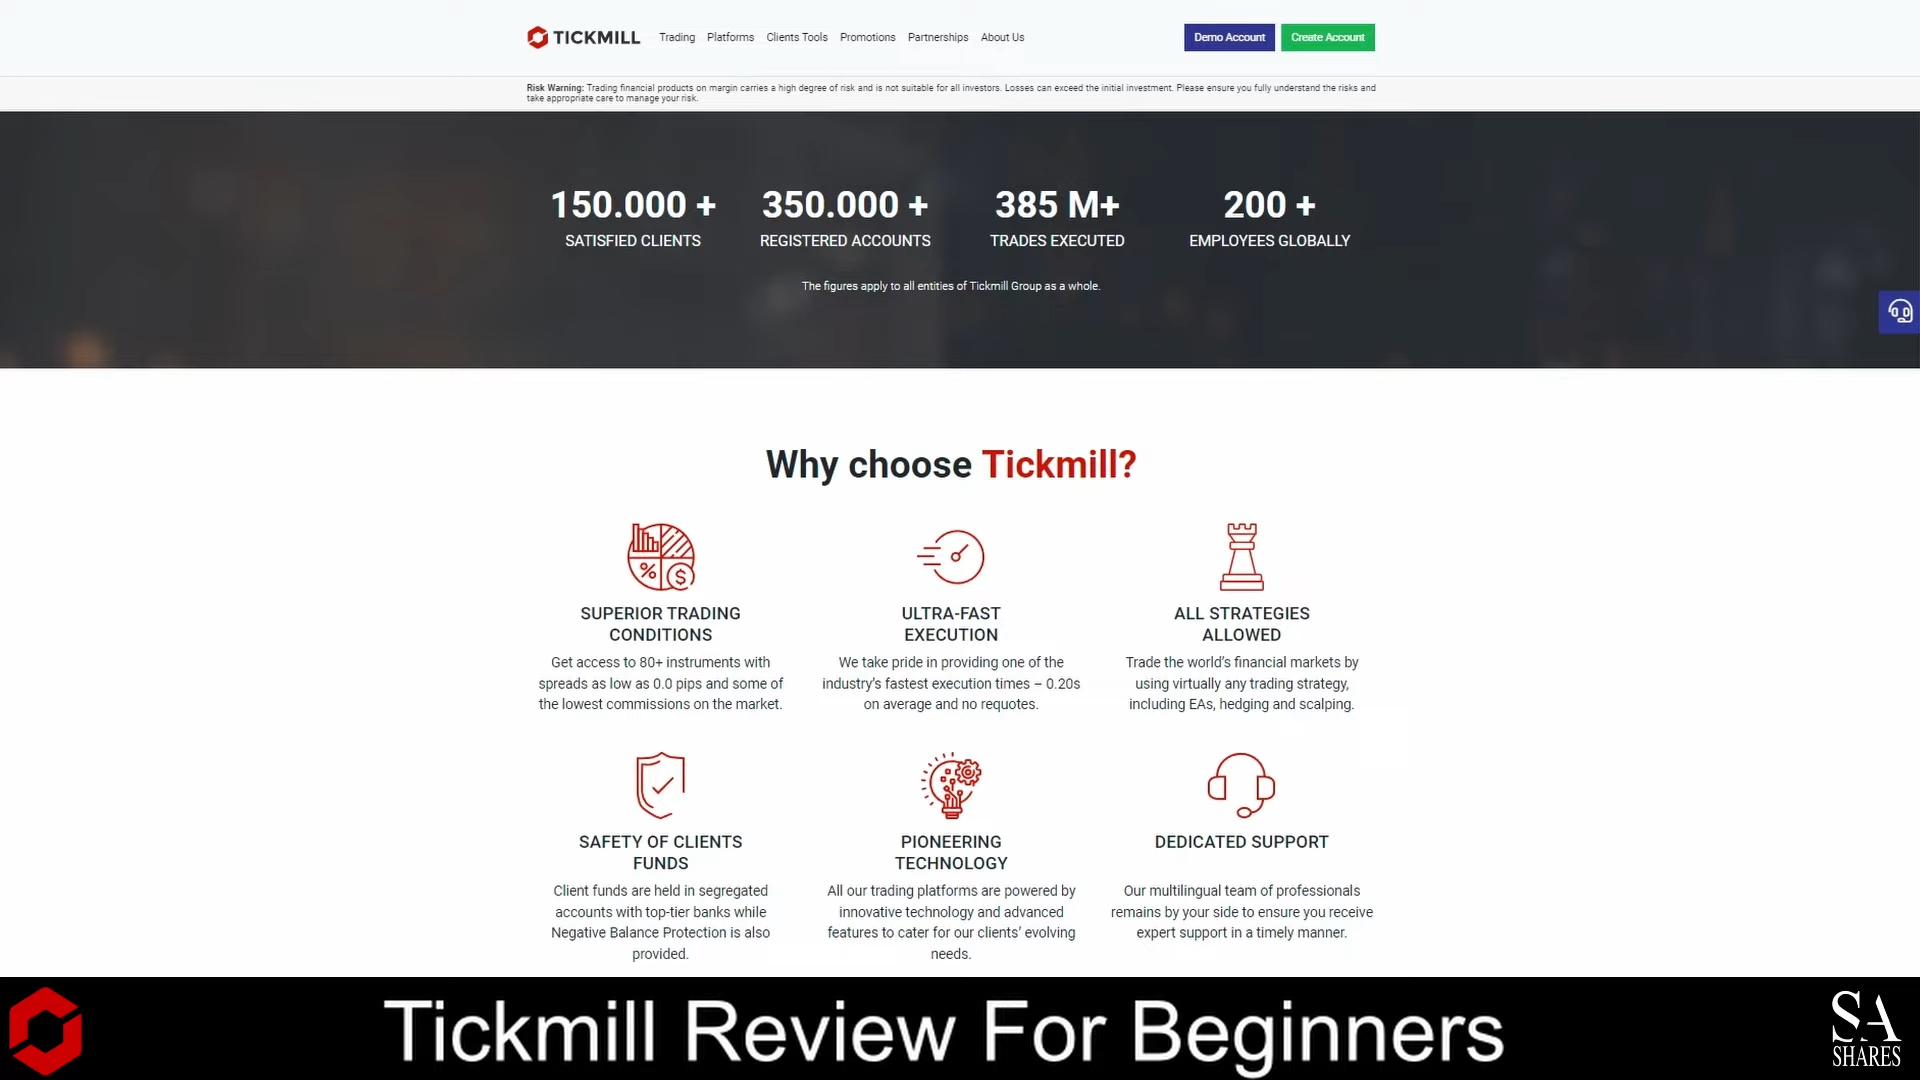 TICKMILL Trading Platforms Clients Tools Promotions Partnerships About Us Demo Account Create Account
Risk Warning: Trading financial products on margin carries a high degree of risk and is not suitable for all investors. Losses can exceed the initial investment. Please ensure you fully understand the risks and
take appropriate care to manage your risk.
150.000 + 350.000 + 385 M+ 200 +
SATISFIED CLIENTS REGISTERED ACCOUNTS TRADES EXECUTED EMPLOYEES GLOBALLY
The figures apply to all entities of Tickmill Group as a whole.
Why choose Tickmill?
SUPERIOR TRADING
CONDITIONS
Get access to 80+ instruments with
spreads as low as 0.0 pips and some of
the lowest commissions on the market.
ULTRA-FAST
EXECUTION
We take pride in providing one of the
industry's fastest execution times – 0.20s
on average and no requotes.
ALL STRATEGIES
ALLOWED
Trade the world's financial markets by
using virtually any trading strategy,
including EAs, hedging and scalping.
SAFETY OF CLIENTS
FUNDS
Client funds are held in segregated
accounts with top-tier banks while
Negative Balance Protection is also
provided.
PIONEERING
TECHNOLOGY
All our trading platforms are powered by
innovative technology and advanced
features to cater for our clients' evolving
needs.
DEDICATED SUPPORT
Our multilingual team of professionals
remains by your side to ensure you receive
expert support in a timely manner.
Tickmill Review For Beginners
SA
SHARES